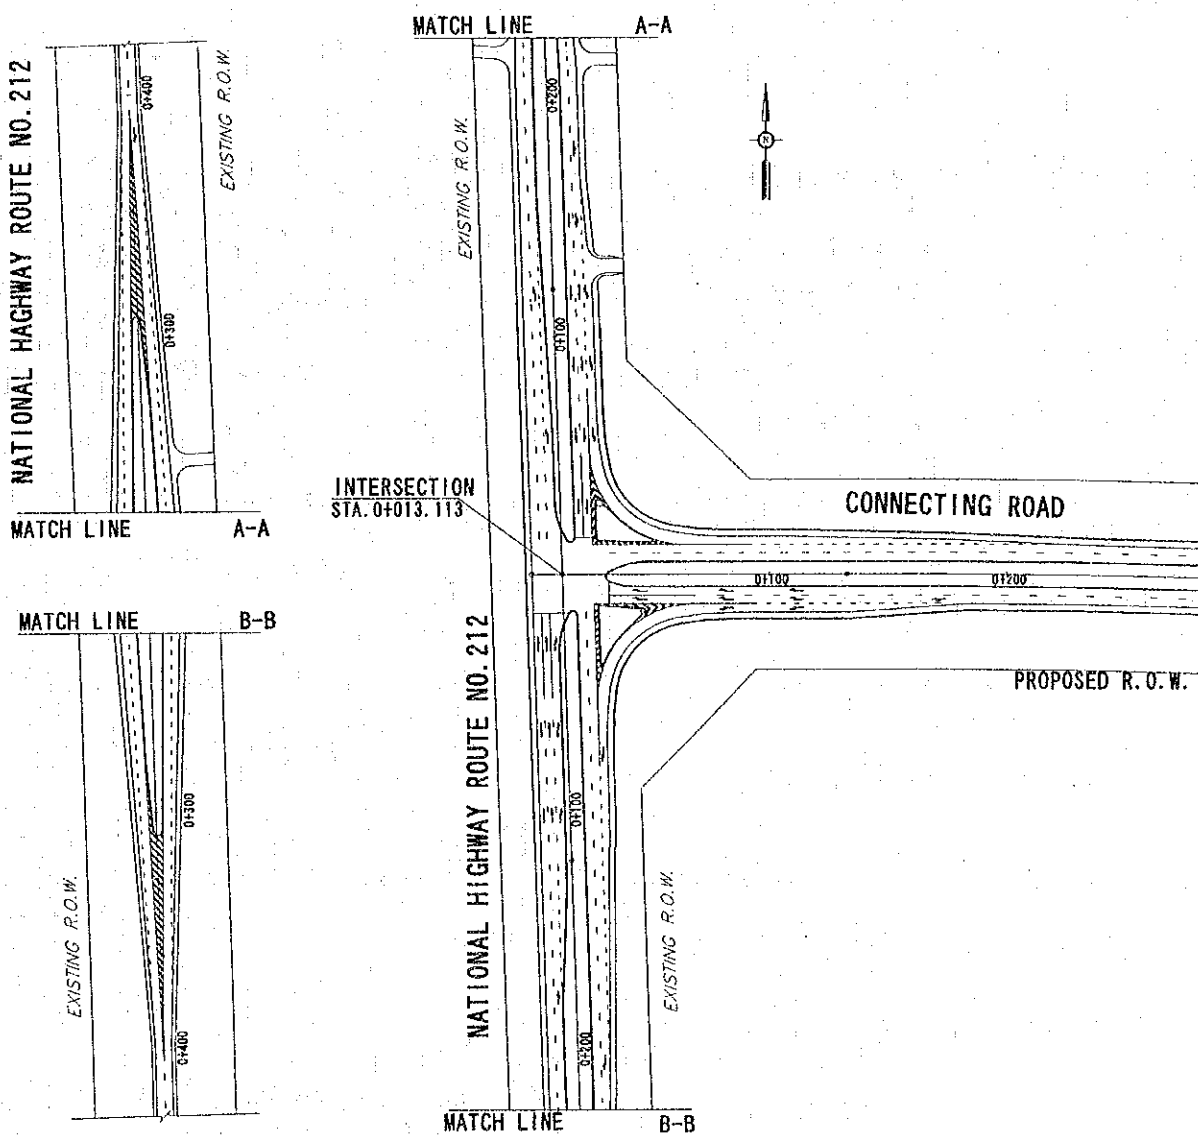 NATIONAL HAGHWAY ROUTE NO.212
0+400
EXISTING R.O.W.
0+300
MATCH LINE A-A
MATCH LINE B-B
0+300
EXISTING R.O.W.
0+400
MATCH LINE A-A
0+200
EXISTING R.O.W.
N
0+100
INTERSECTION
STA.0+013.113
CONNECTING ROAD
0+100 0+200
PROPOSED R.O.W.
NATIONAL HIGHWAY ROUTE NO.212
0+100
EXISTING R.O.W.
0+200
MATCH LINE B-B